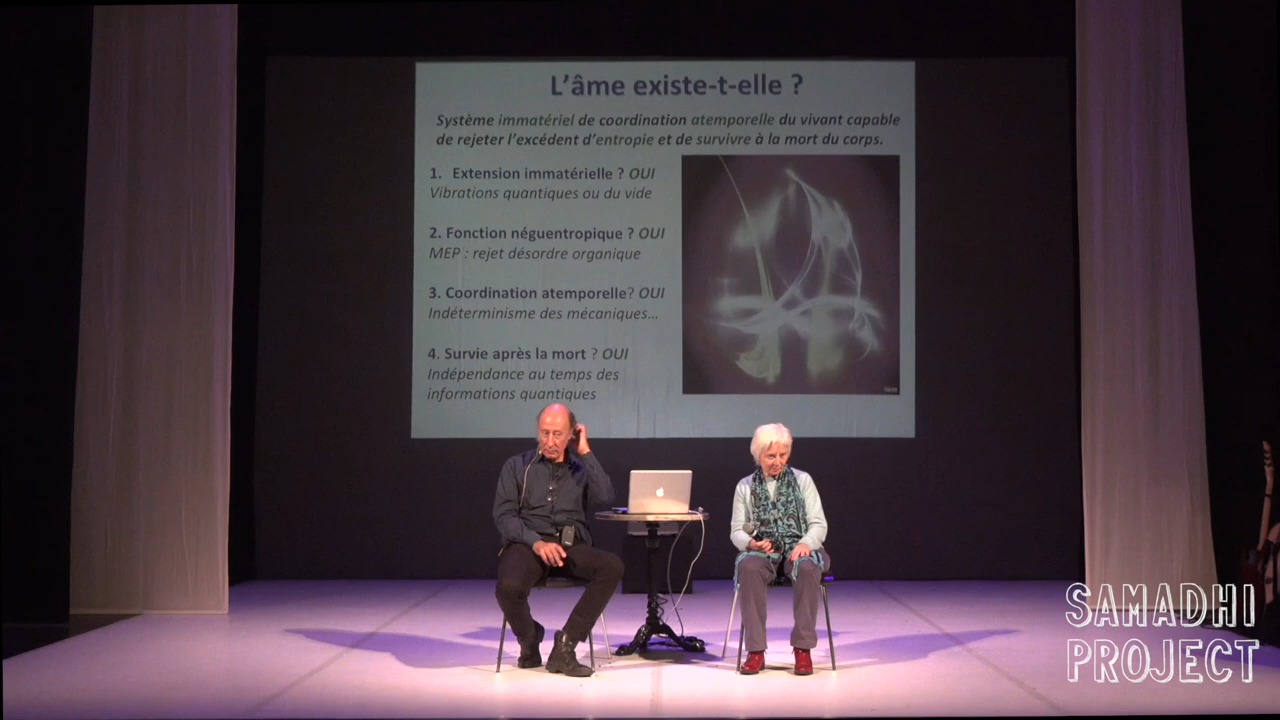 L'âme existe-t-elle ?
Système immatériel de coordination atemporelle du vivant capable
de rejeter l'excédent d'entropie et de survivre à la mort du corps.
1. Extension immatérielle ? OUI
Vibrations quantiques ou du vide
2. Fonction néguentropique ? OUI
MEP : rejet désordre organique
3. Coordination atemporelle? OUI
Indéterminisme des mécaniques...
4. Survie après la mort ? OUI
Indépendance au temps des
informations quantiques
SAMADHI
PROJECT